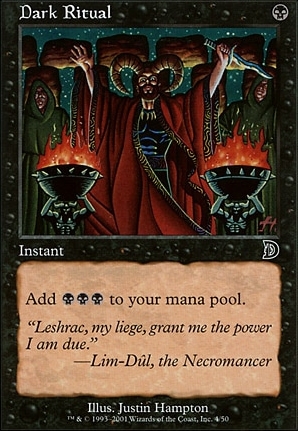 Dark Ritual
Instant
D
Add to your mana pool.
“Leshrac, my liege, grant me the power
I am due.”
—Lim-Dûl, the Necromancer
Illus. Justin Hampton
™ & © 1993–2001 Wizards of the Coast, Inc. 4/50